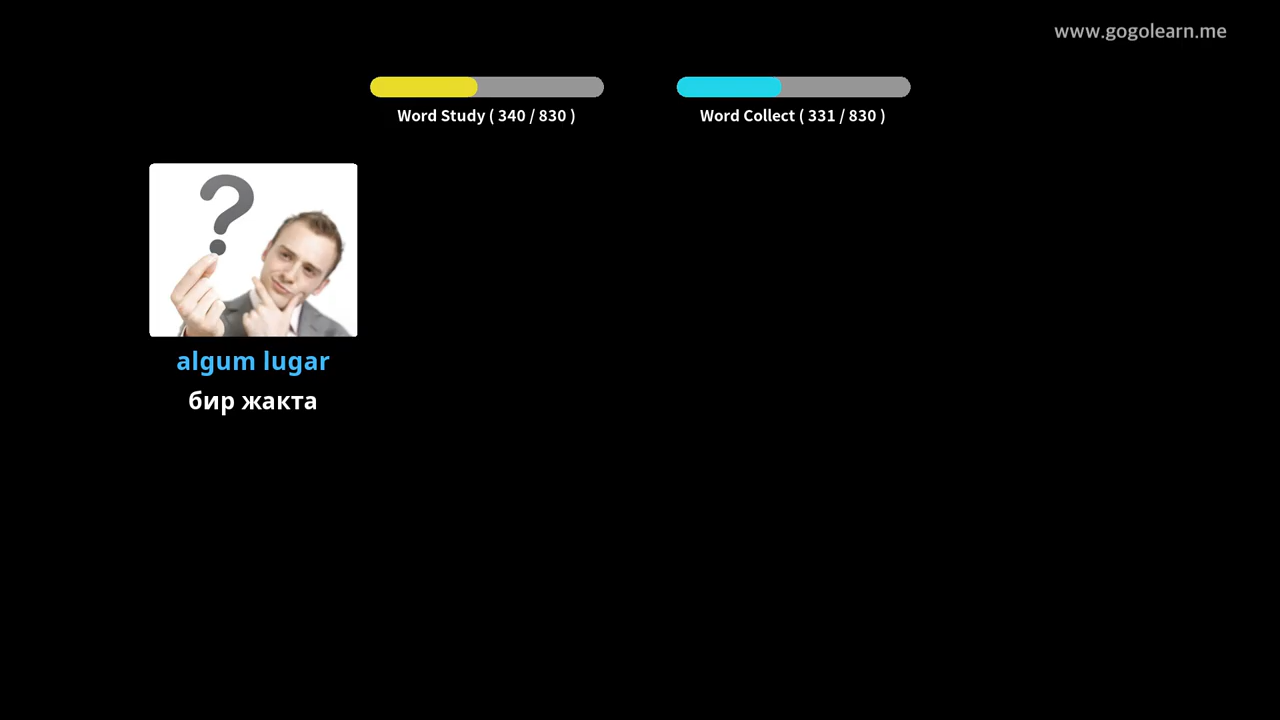 www.gogolearn.me
Word Study ( 340 / 830 )
Word Collect ( 331 / 830 )
?
algum lugar
бир жакта